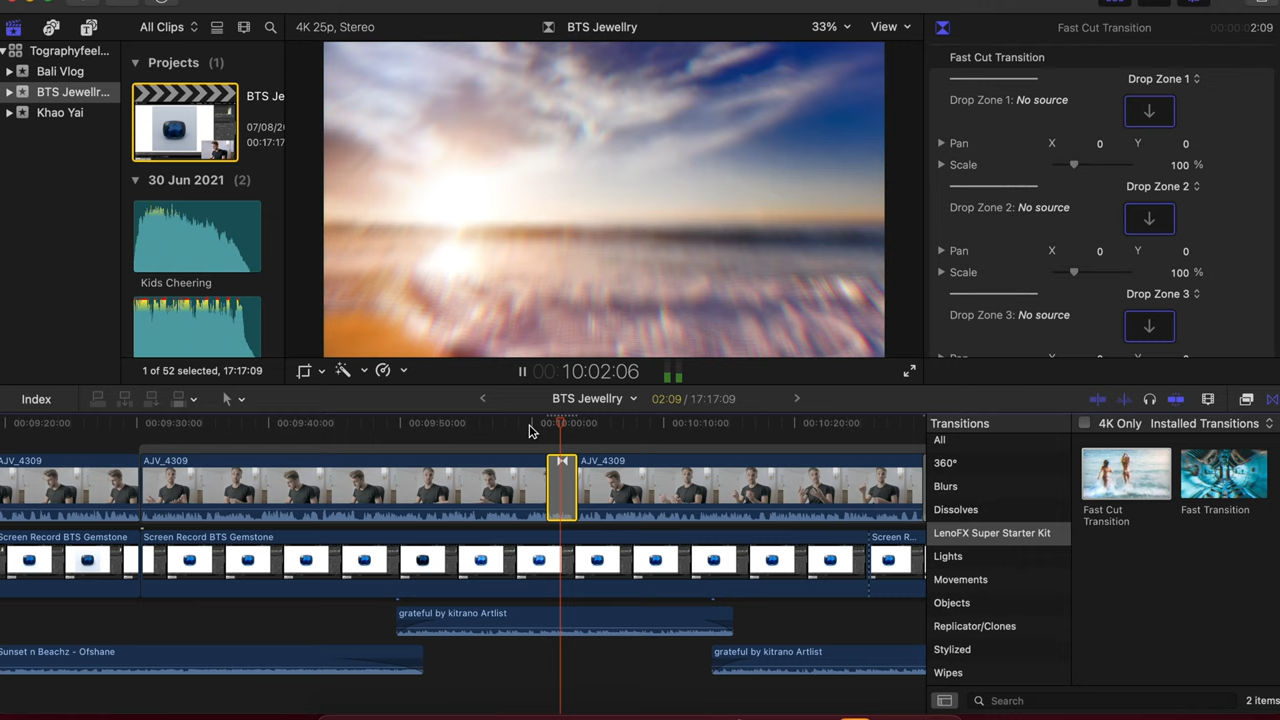 All Clips
4K 25p, Stereo
BTS Jewellry
33%
View
Fast Cut Transition
00:00:02:09
Tographyfeel...
Bali Vlog
BTS Jewellr...
Khao Yai
Projects (1)
BTS Je
07/08/20
00:17:17
30 Jun 2021 (2)
Kids Cheering
1 of 52 selected, 17:17:09
00:10:02:06
Fast Cut Transition
Drop Zone 1
Drop Zone 1: No source
Pan X 0 Y 0
Scale 100 %
Drop Zone 2
Drop Zone 2: No source
Pan X 0 Y 0
Scale 100 %
Drop Zone 3
Drop Zone 3: No source
Index
BTS Jewellry
02:09 / 17:17:09
00:09:20:00 00:09:30:00 00:09:40:00 00:09:50:00 00:10:00:00 00:10:10:00 00:10:20:00
AJV_4309 AJV_4309 AJV_4309
Screen Record BTS Gemstone Screen Record BTS Gemstone Screen R...
grateful by kitrano Artlist
Sunset n Beachz - Ofshane grateful by kitrano Artlist
Transitions
4K Only
Installed Transitions
All
360°
Blurs
Dissolves
LenoFX Super Starter Kit
Lights
Movements
Objects
Replicator/Clones
Stylized
Wipes
Fast Cut
Transition
Fast Transition
Search
2 items